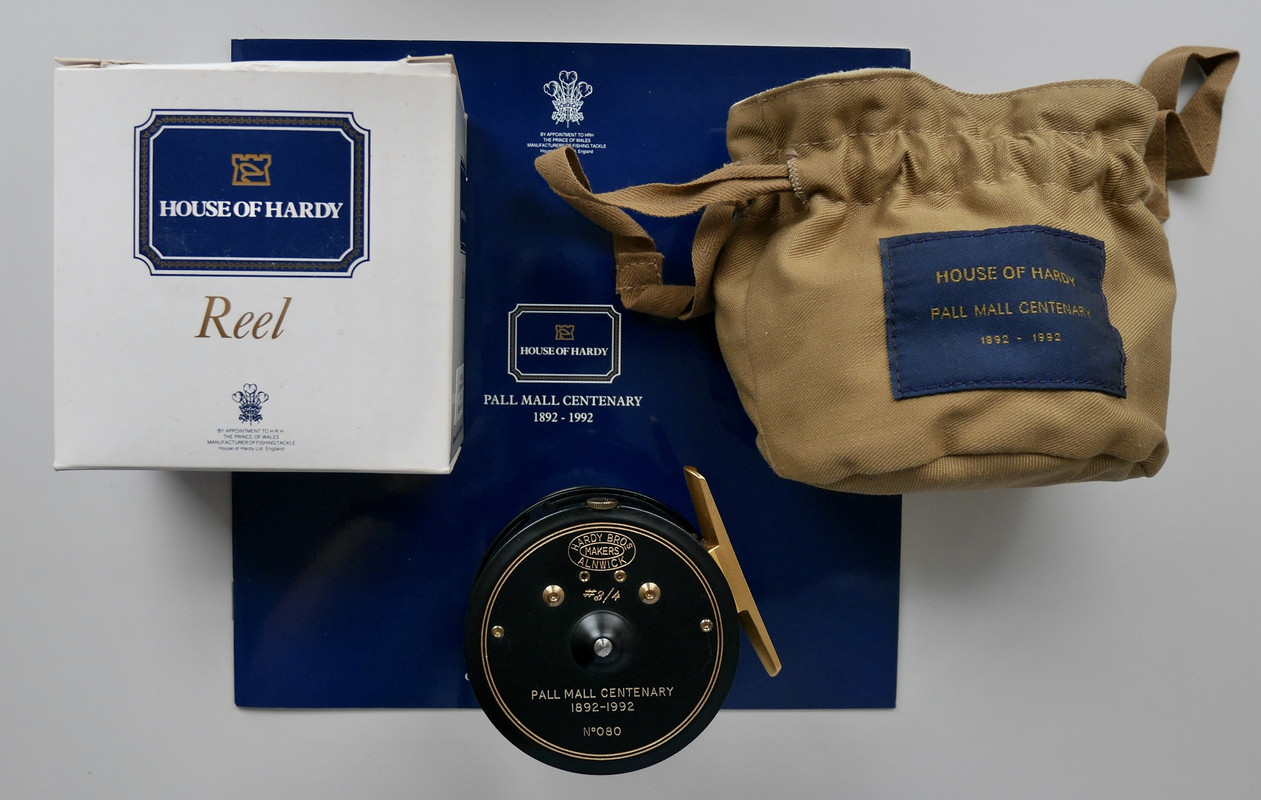 HOUSE OF HARDY
Reel
BY APPOINTMENT TO H R H
THE PRINCE OF WALES
MANUFACTURER OF FISHING TACKLE
House of Hardy Ltd England
BY APPOINTMENT TO HRH
THE PRINCE OF WALES
MANUFACTURERS OF FISHING TACKLE
England
HOUSE OF HARDY
PALL MALL CENTENARY
1892 - 1992
HOUSE OF HARDY
PALL MALL CENTENARY
1892 - 1992
HARDY BROS
MAKERS
ALNWICK
#3/4
PALL MALL CENTENARY
1892-1992
Nº080